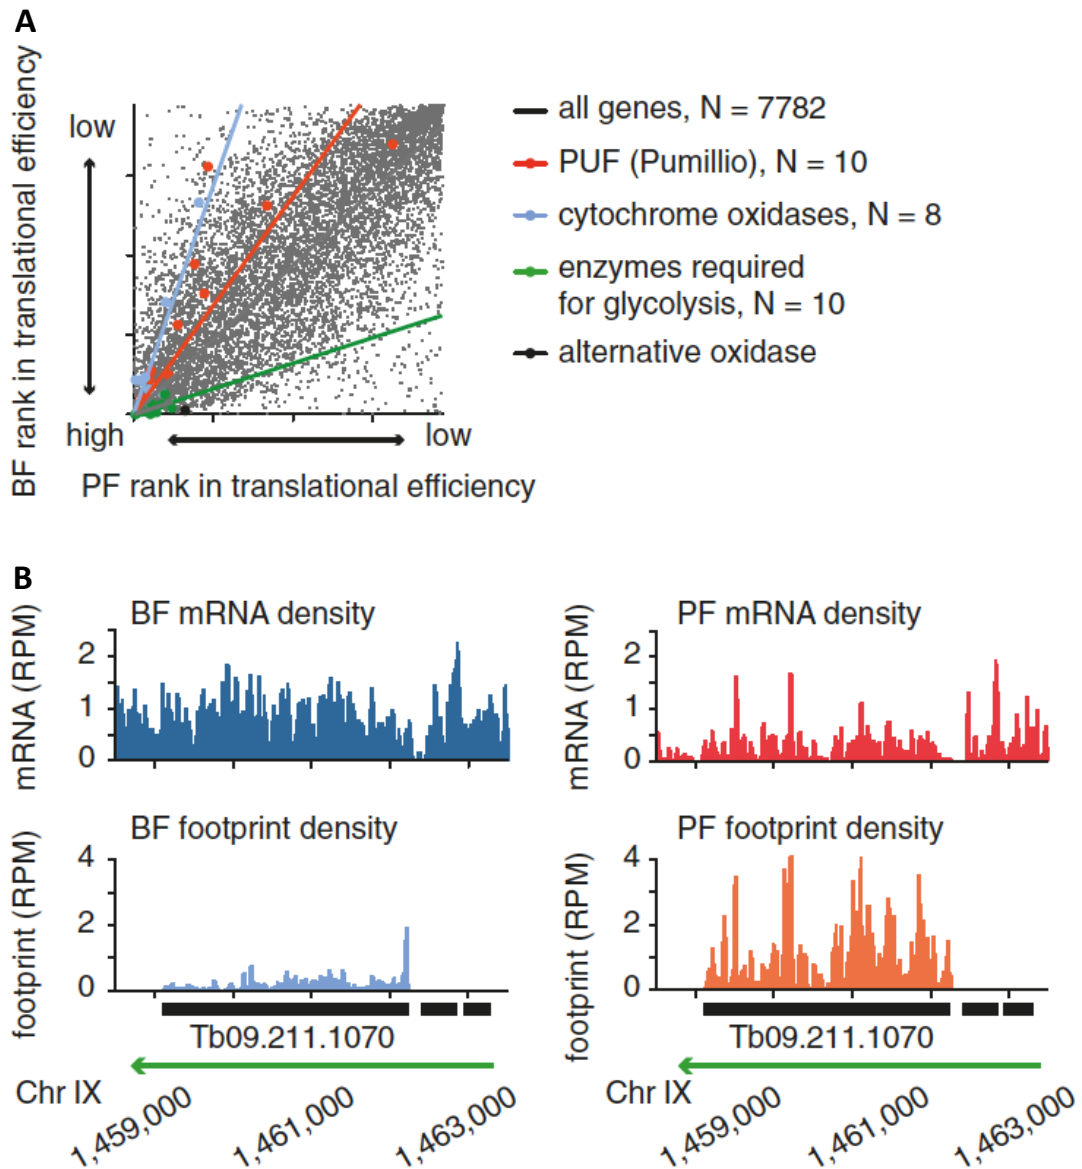 A
BF rank in translational efficiency
low
high
low
PF rank in translational efficiency
all genes, N = 7782
PUF (Pumillio), N = 10
cytochrome oxidases, N = 8
enzymes required
for glycolysis, N = 10
alternative oxidase
B
BF mRNA density
mRNA (RPM)
2
1
0
PF mRNA density
mRNA (RPM)
2
1
0
BF footprint density
footprint (RPM)
4
2
0
Tb09.211.1070
Chr IX
1,459,000
1,461,000
1,463,000
PF footprint density
footprint (RPM)
4
2
0
Tb09.211.1070
Chr IX
1,459,000
1,461,000
1,463,000